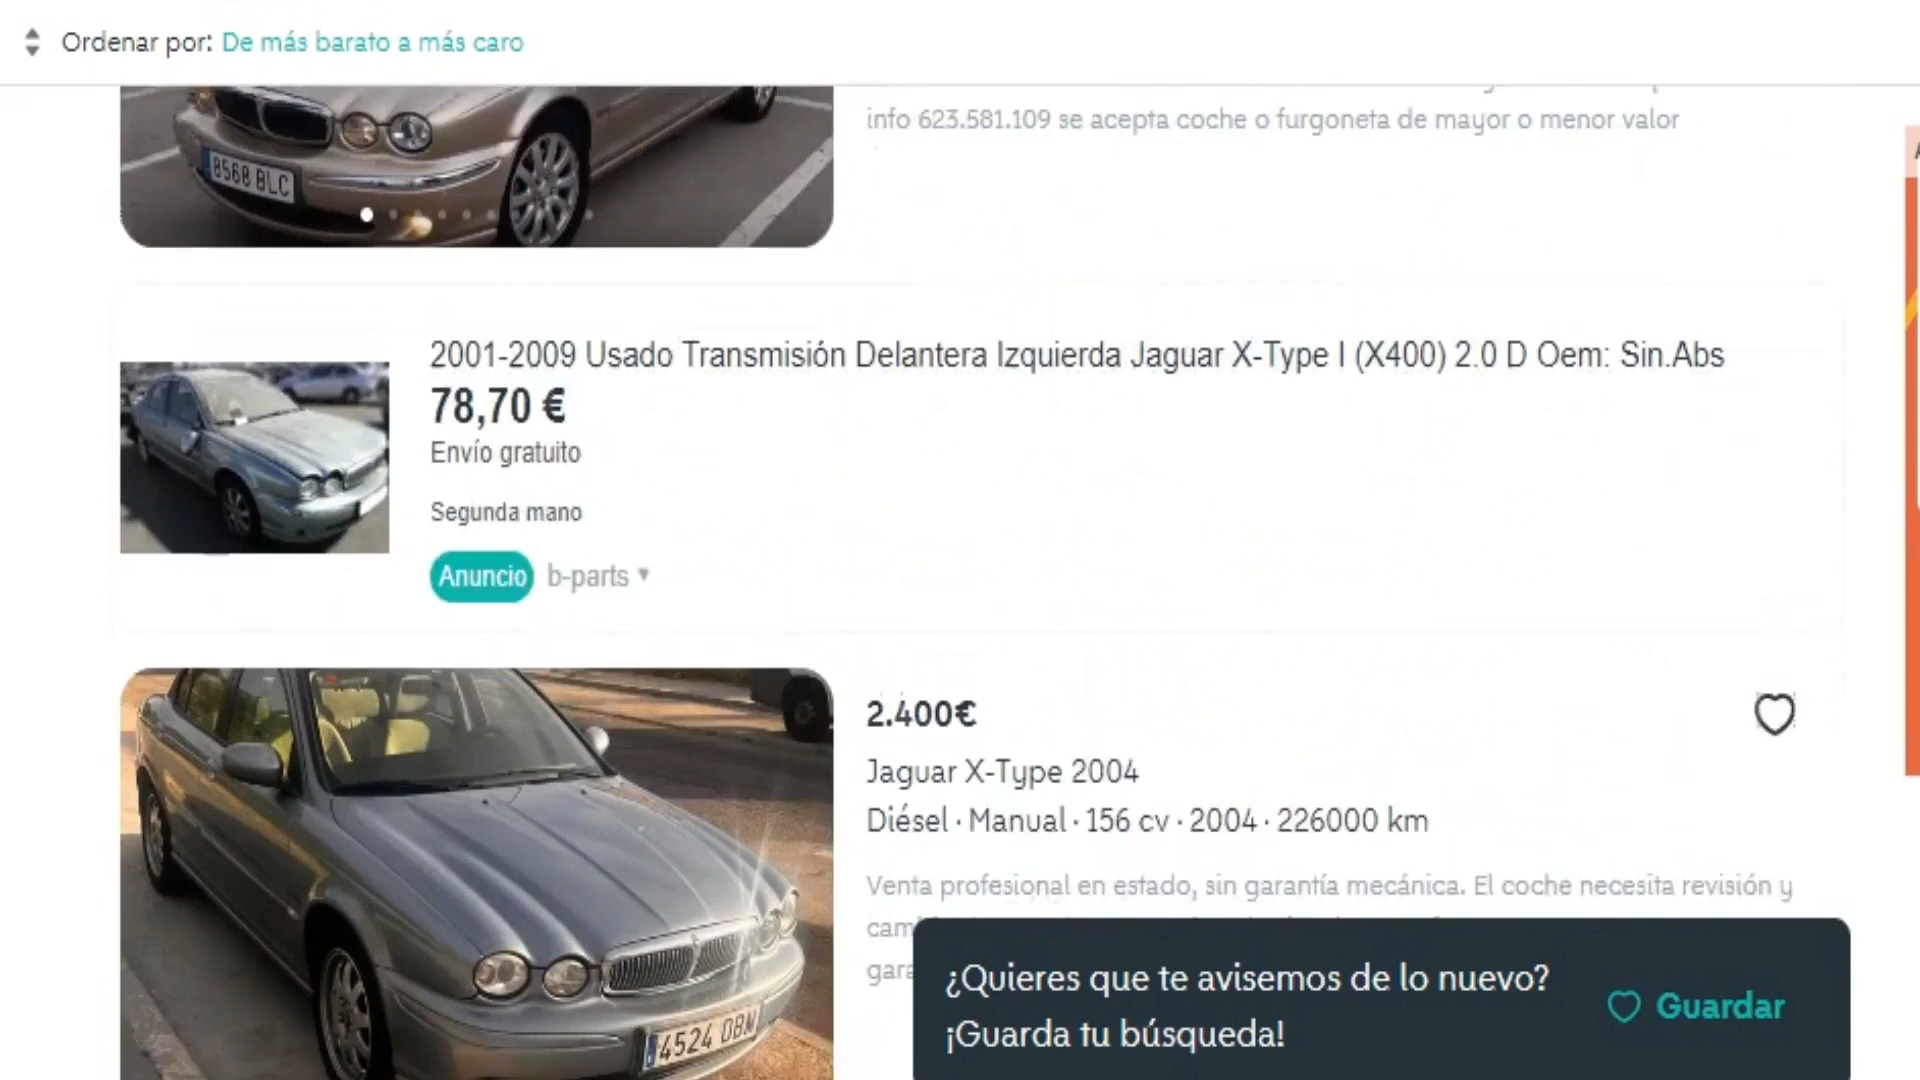 Ordenar por: De más barato a más caro
info 623.581.109 se acepta coche o furgoneta de mayor o menor valor
8568 BLC
2001-2009 Usado Transmisión Delantera Izquierda Jaguar X-Type I (X400) 2.0 D Oem: Sin.Abs
78,70 €
Envío gratuito
Segunda mano
Anuncio b-parts
2.400€
Jaguar X-Type 2004
Diésel · Manual · 156 cv · 2004 · 226000 km
Venta profesional en estado, sin garantía mecánica. El coche necesita revisión y
4524 DBN
¿Quieres que te avisemos de lo nuevo?
¡Guarda tu búsqueda!
Guardar